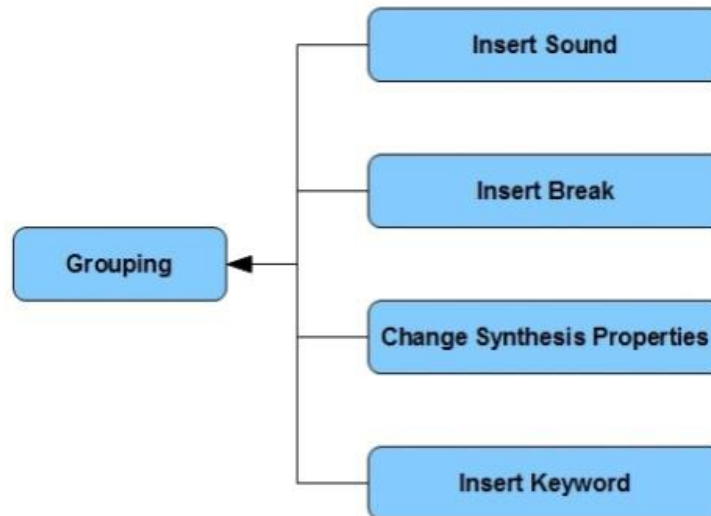 Insert Sound
Insert Break
Grouping
Change Synthesis Properties
Insert Keyword